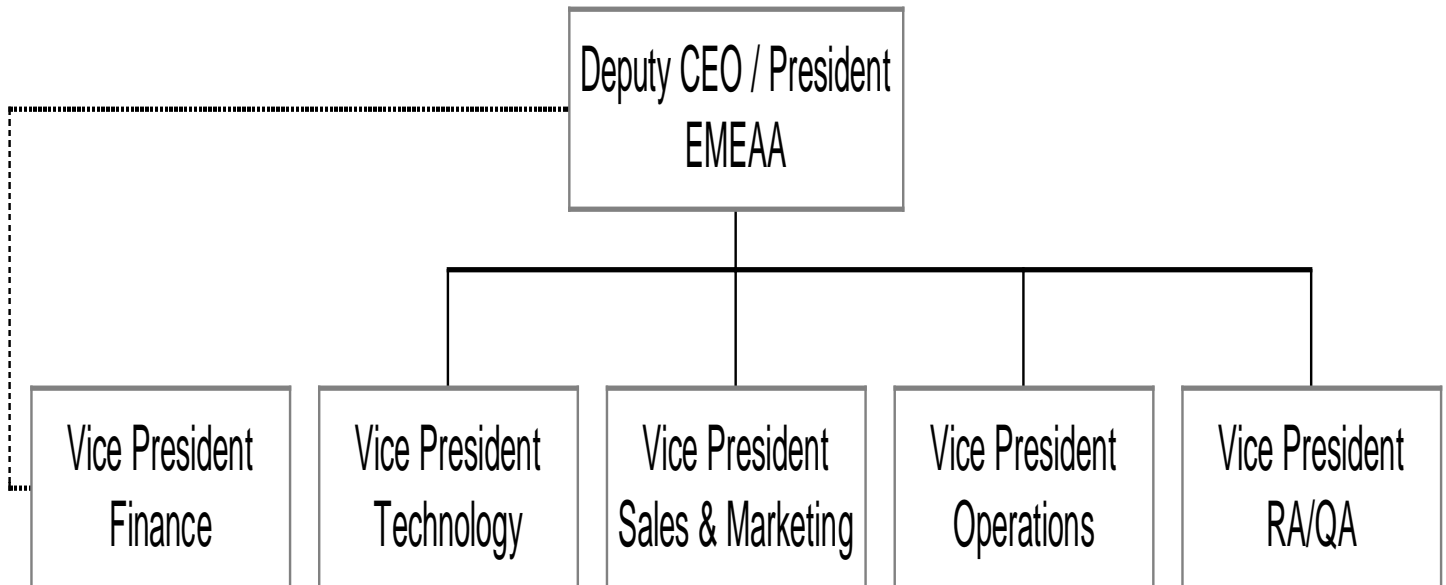 Deputy CEO / President
EMEAA
Vice President
Finance
Vice President
Technology
Vice President
Sales & Marketing
Vice President
Operations
Vice President
RA/QA